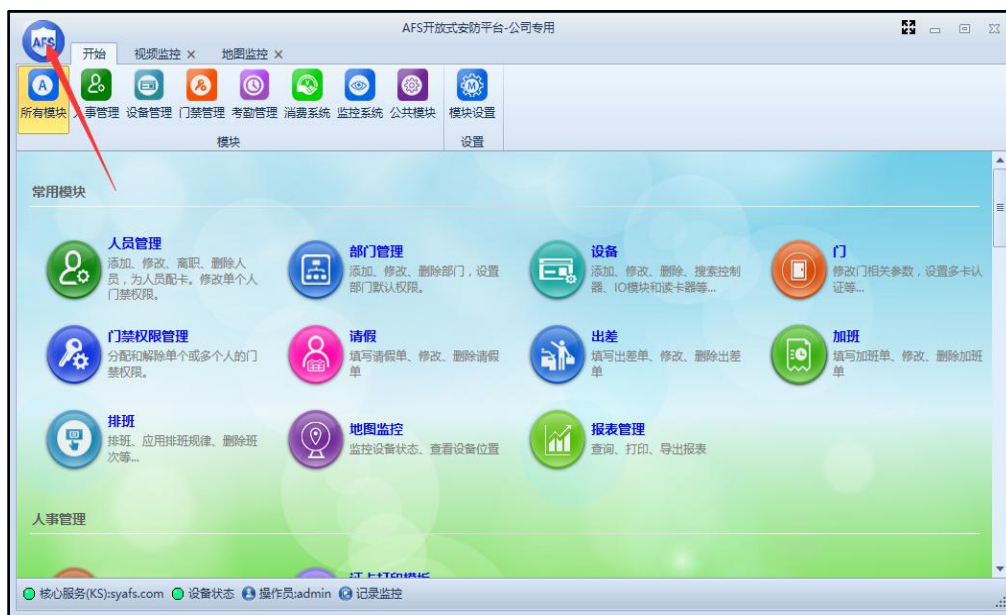 AFS开放式安防平台-公司专用
AFS
开始 视频监控 × 地图监控 ×
所有模块 人事管理 设备管理 门禁管理 考勤管理 消费系统 监控系统 公共模块 模块设置
模块 设置
常用模块
人员管理
添加、修改、离职、删除人
员，为人员配卡。修改单个人
门禁权限。
部门管理
添加、修改、删除部门，设置
部门默认权限。
设备
添加、修改、删除、搜索控制
器、IO模块和读卡器等...
门
修改门相关参数，设置多卡认
证等...
门禁权限管理
分配和解除单个或多个人的门
禁权限。
请假
填写请假单、修改、删除请假
单
出差
填写出差单、修改、删除出差
单
加班
填写加班单、修改、删除加班
单
排班
排班、应用排班规律、删除班
次等...
地图监控
监控设备状态、查看设备位置
报表管理
查询、打印、导出报表
人事管理
证卡打印模板
核心服务(KS):syafs.com 设备状态 操作员:admin 记录监控